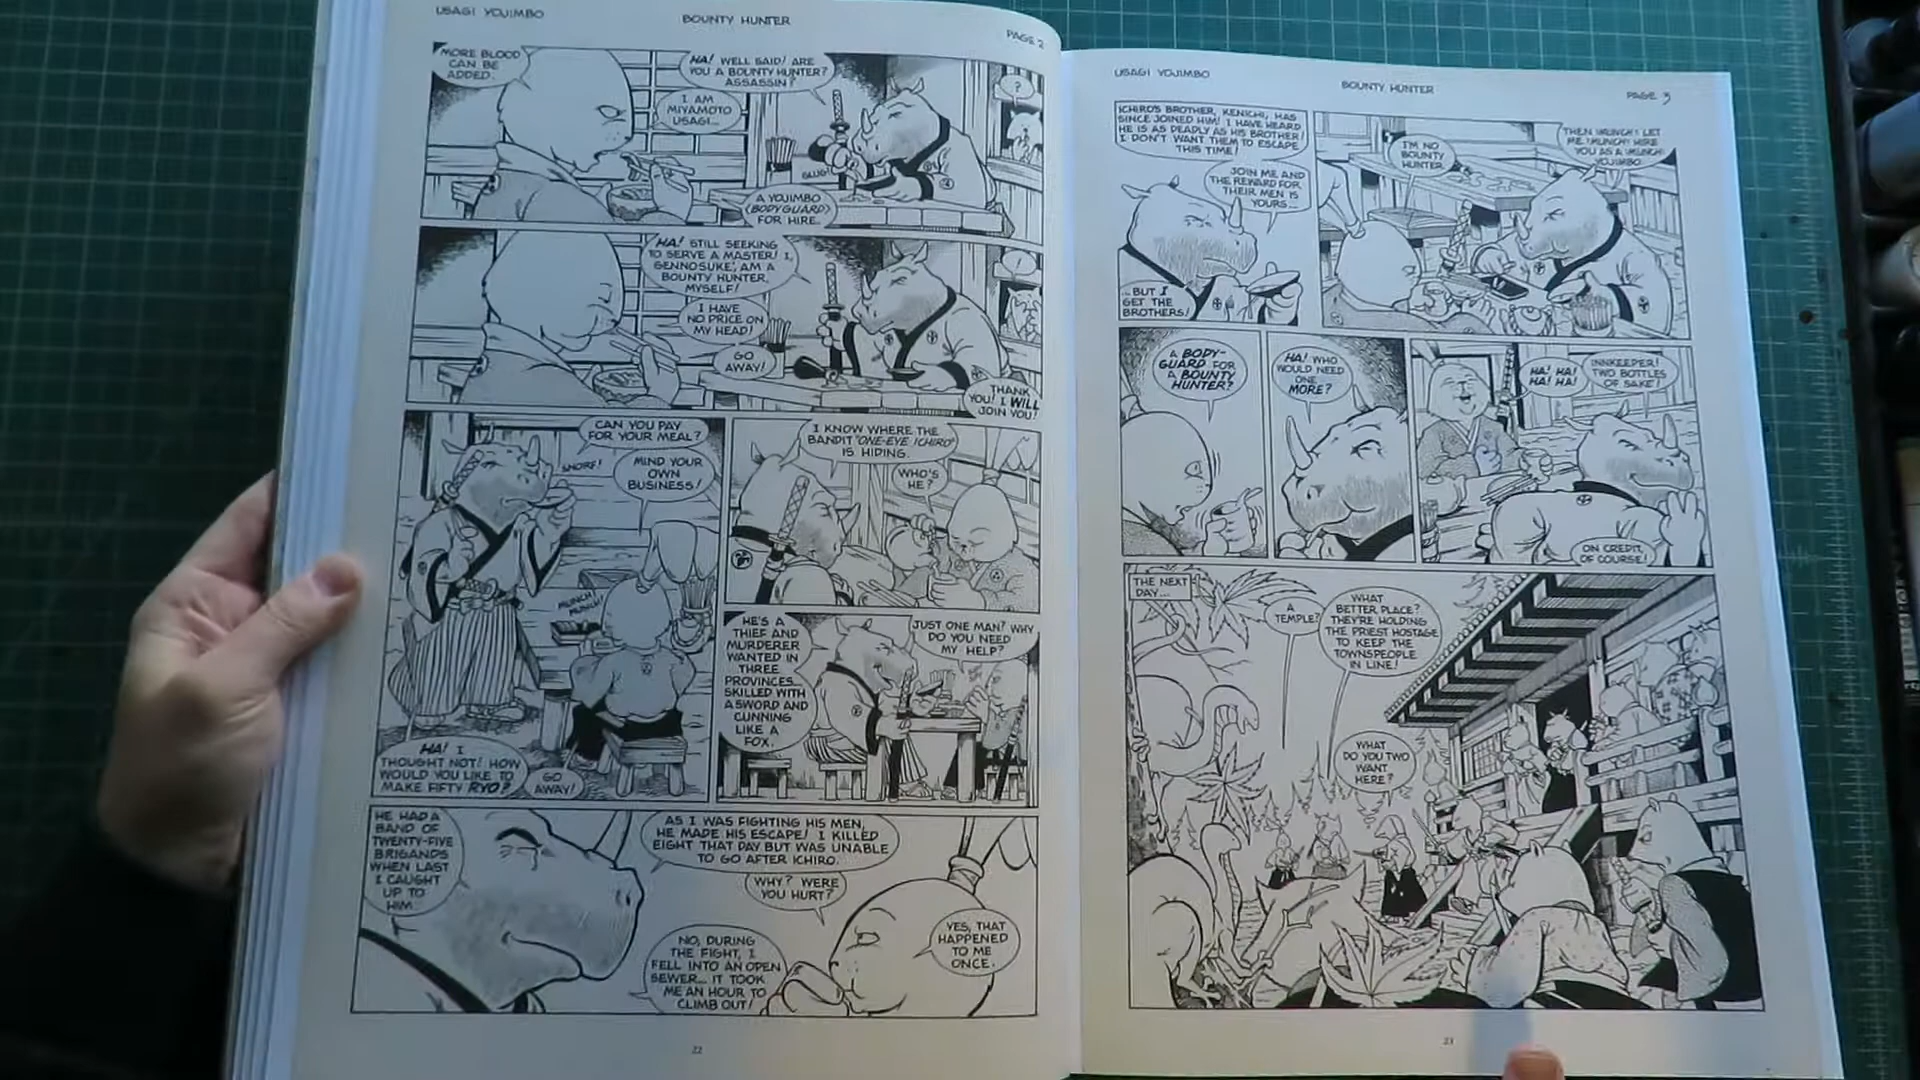 USAGI YOJIMBO
BOUNTY HUNTER
PAGE 2
MORE BLOOD
CAN BE
ADDED.
HA! WELL SAID! ARE
YOU A BOUNTY HUNTER?
ASSASSIN?
I AM
MIYAMOTO
USAGI...
?
GLUG!
A YOJIMBO
(BODYGUARD)
FOR HIRE.
HA! STILL SEEKING
TO SERVE A MASTER! I,
GENNOSUKE, AM A
BOUNTY HUNTER,
MYSELF!
!
I HAVE
NO PRICE ON
MY HEAD!
GO
AWAY!
THANK
YOU! I WILL
JOIN YOU!
CAN YOU PAY
FOR YOUR MEAL?
SNORF!
MIND YOUR
OWN
BUSINESS!
MUNCH!
MUNCH!
HA! I
THOUGHT NOT! HOW
WOULD YOU LIKE TO
MAKE FIFTY RYO?
GO
AWAY!
I KNOW WHERE THE
BANDIT "ONE-EYE ICHIRO"
IS HIDING.
WHO'S
HE?
HE'S A
THIEF AND
MURDERER
WANTED IN
THREE
PROVINCES...
SKILLED WITH
A SWORD AND
CUNNING
LIKE A
FOX.
JUST ONE MAN? WHY
DO YOU NEED
MY HELP?
HE HAD A
BAND OF
TWENTY-FIVE
BRIGANDS
WHEN LAST
I CAUGHT
UP TO
HIM...
AS I WAS FIGHTING HIS MEN,
HE MADE HIS ESCAPE! I KILLED
EIGHT THAT DAY BUT WAS UNABLE
TO GO AFTER ICHIRO.
WHY? WERE
YOU HURT?
NO, DURING
THE FIGHT, I
FELL INTO AN OPEN
SEWER... IT TOOK
ME AN HOUR TO
CLIMB OUT!
YES, THAT
HAPPENED
TO ME
ONCE.
22
USAGI YOJIMBO
BOUNTY HUNTER
PAGE 3
ICHIRO'S BROTHER, KENICHI, HAS
SINCE JOINED HIM! I HAVE HEARD
HE IS AS DEADLY AS HIS BROTHER!
I DON'T WANT THEM TO ESCAPE
THIS TIME!
JOIN ME AND
THE REWARD FOR
THEIR MEN IS
YOURS...
...BUT I
GET THE
BROTHERS!
I'M NO
BOUNTY
HUNTER.
THEN (MUNCH) LET
ME (MUNCH) HIRE
YOU AS A (MUNCH)
YOJIMBO.
A BODY-
GUARD FOR
A BOUNTY
HUNTER?
HA! WHO
WOULD NEED
ONE
MORE?
HA! HA!
HA! HA!
INNKEEPER!
TWO BOTTLES
OF SAKE!
ON CREDIT,
OF COURSE!
THE NEXT
DAY...
A
TEMPLE?
WHAT
BETTER PLACE?
THEY'RE HOLDING
THE PRIEST HOSTAGE
TO KEEP THE
TOWNSPEOPLE
IN LINE!
WHAT
DO YOU TWO
WANT
HERE?
23